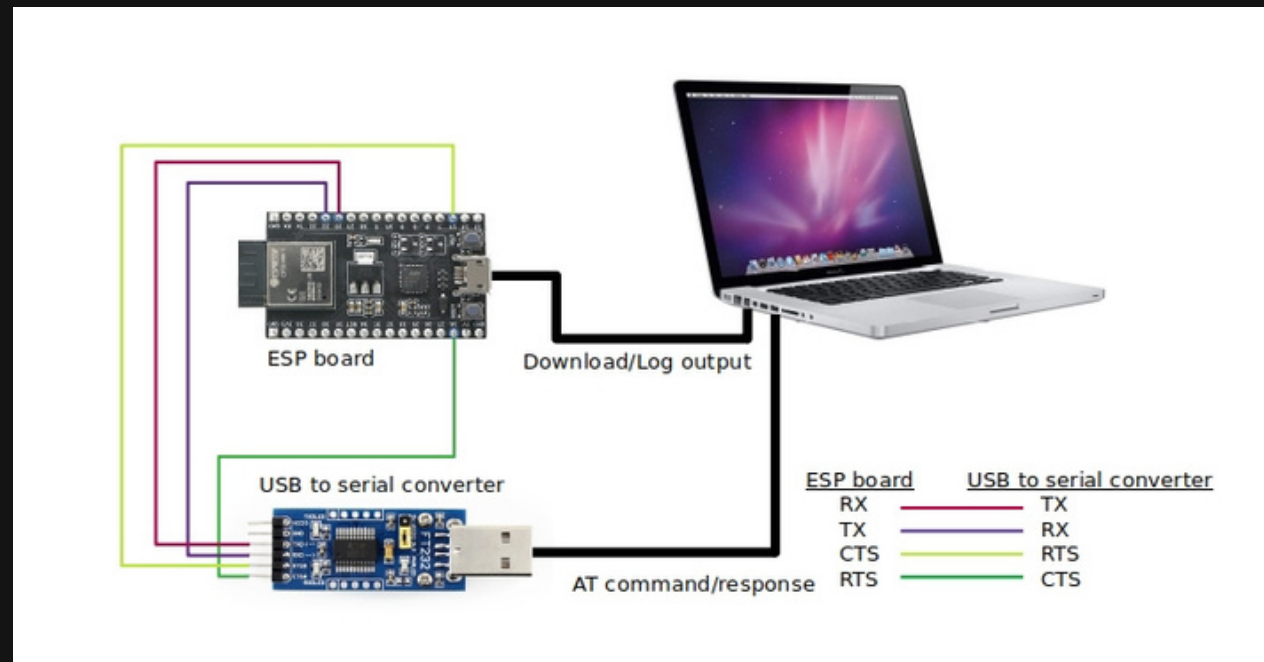 ESP board
Download/Log output
USB to serial converter
FT232
AT command/response
ESP board USB to serial converter
RX TX
TX RX
CTS RTS
RTS CTS